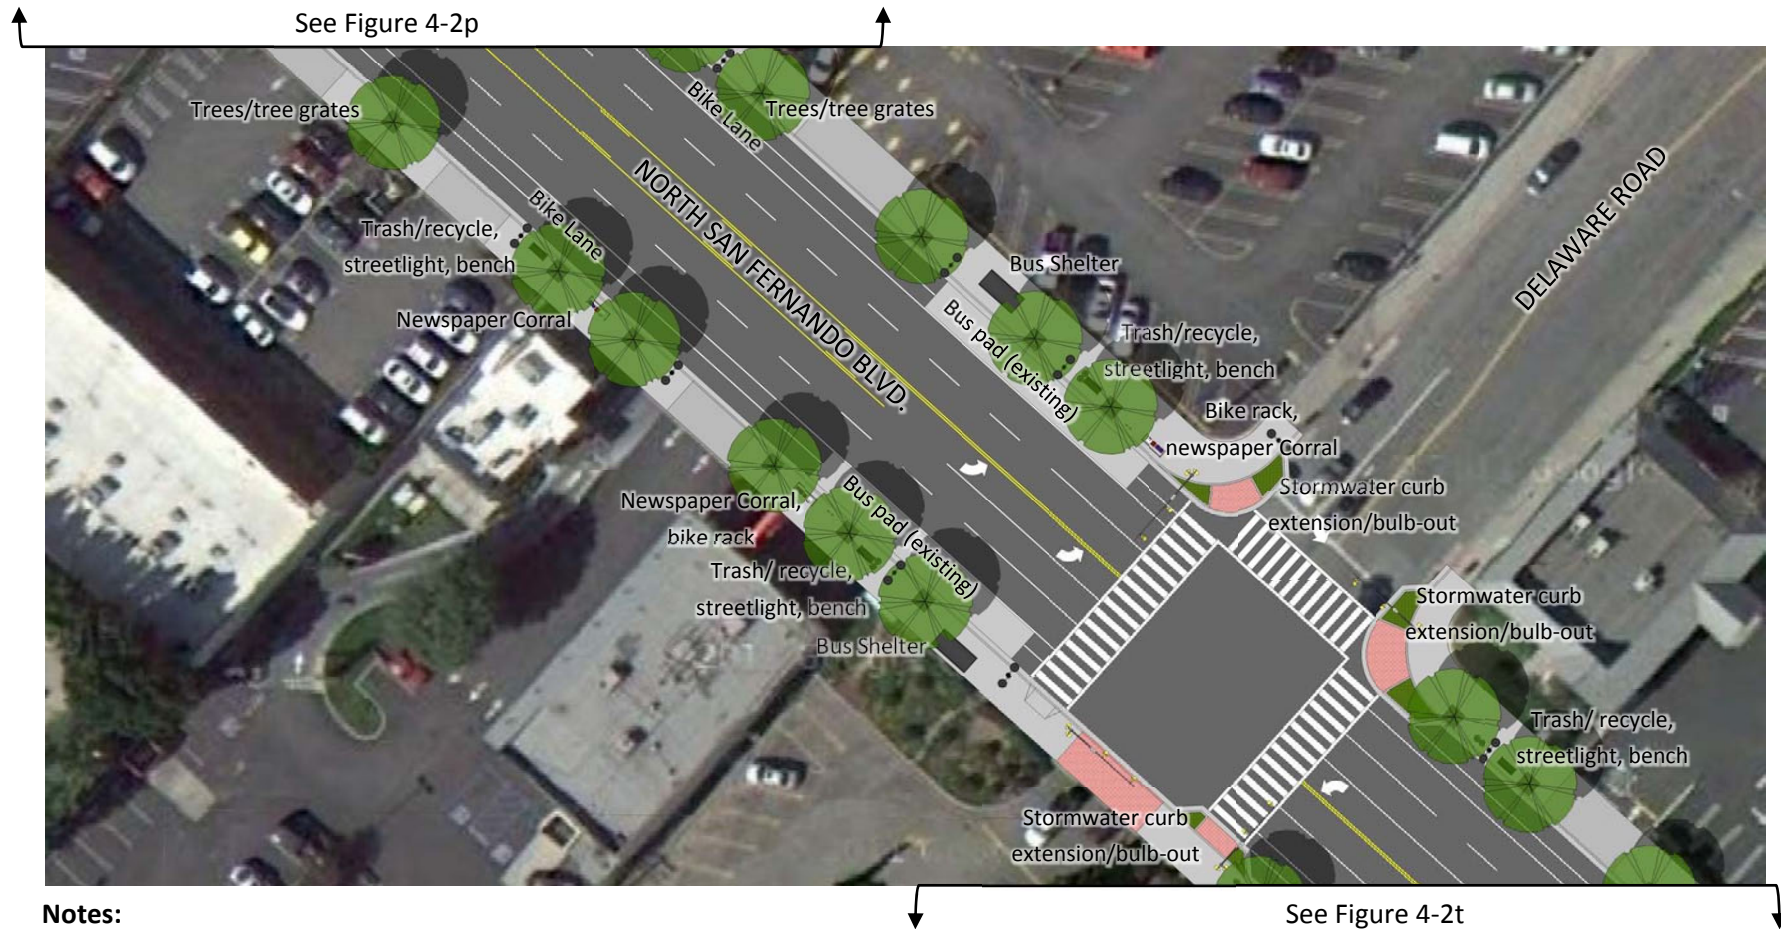 See Figure 4-2p
Trees/tree grates
Bike Lane
Trees/tree grates
NORTH SAN FERNANDO BLVD.
DELAWARE ROAD
Bike Lane
Trash/recycle,
streetlight, bench
Newspaper Corral
Bus Shelter
Bus pad (existing)
Trash/recycle,
streetlight, bench
Bike rack,
newspaper Corral
Stormwater curb
extension/bulb-out
Newspaper Corral,
bike rack
Bus pad (existing)
Trash/ recycle,
streetlight, bench
Bus Shelter
Stormwater curb
extension/bulb-out
Trash/ recycle,
streetlight, bench
Stormwater curb
extension/bulb-out
Notes:
See Figure 4-2t